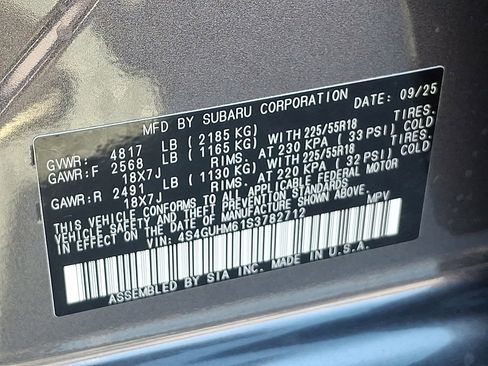 MFD BY SUBARU CORPORATION DATE: 09/25
GVWR: 4817 LB ( 2185 KG)
GAWR:F 2568 LB ( 1165 KG) WITH 225/55R18 TIRES.
18X7J RIMS. AT 230 KPA ( 33 PSI) COLD
GAWR:R 2491 LB ( 1130 KG) WITH 225/55R18 TIRES.
18X7J RIMS. AT 220 KPA ( 32 PSI) COLD
THIS VEHICLE CONFORMS TO ALL APPLICABLE FEDERAL MOTOR
VEHICLE SAFETY AND THEFT PREVENTION STANDARDS
IN EFFECT ON THE DATE OF MANUFACTURE SHOWN ABOVE.
VIN: 4S4GUHM61S3782712 MPV
ASSEMBLED BY SIA INC. MADE IN U.S.A.